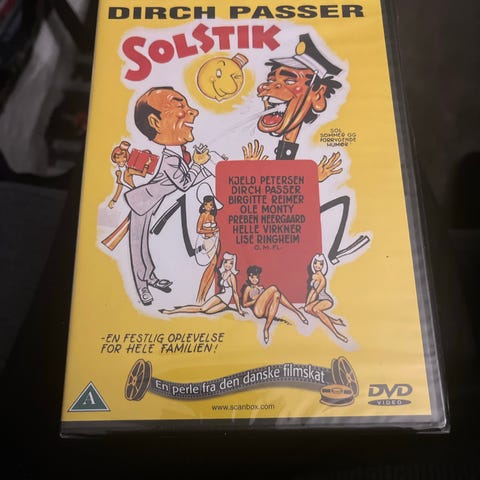 DIRCH PASSER
SOLSTIK
SOL
SOMMER OG
FORRYGENDE
HUMØR
KJELD PETERSEN
DIRCH PASSER
BIRGITTE REIMER
OLE MONTY
PREBEN NEERGAARD
HELLE VIRKNER
LISE RINGHEIM
O.M.FL.
-EN FESTLIG OPLEVELSE
FOR HELE FAMILIEN!
En perle fra den danske filmskat
A
www.scanbox.com
DVD
VIDEO